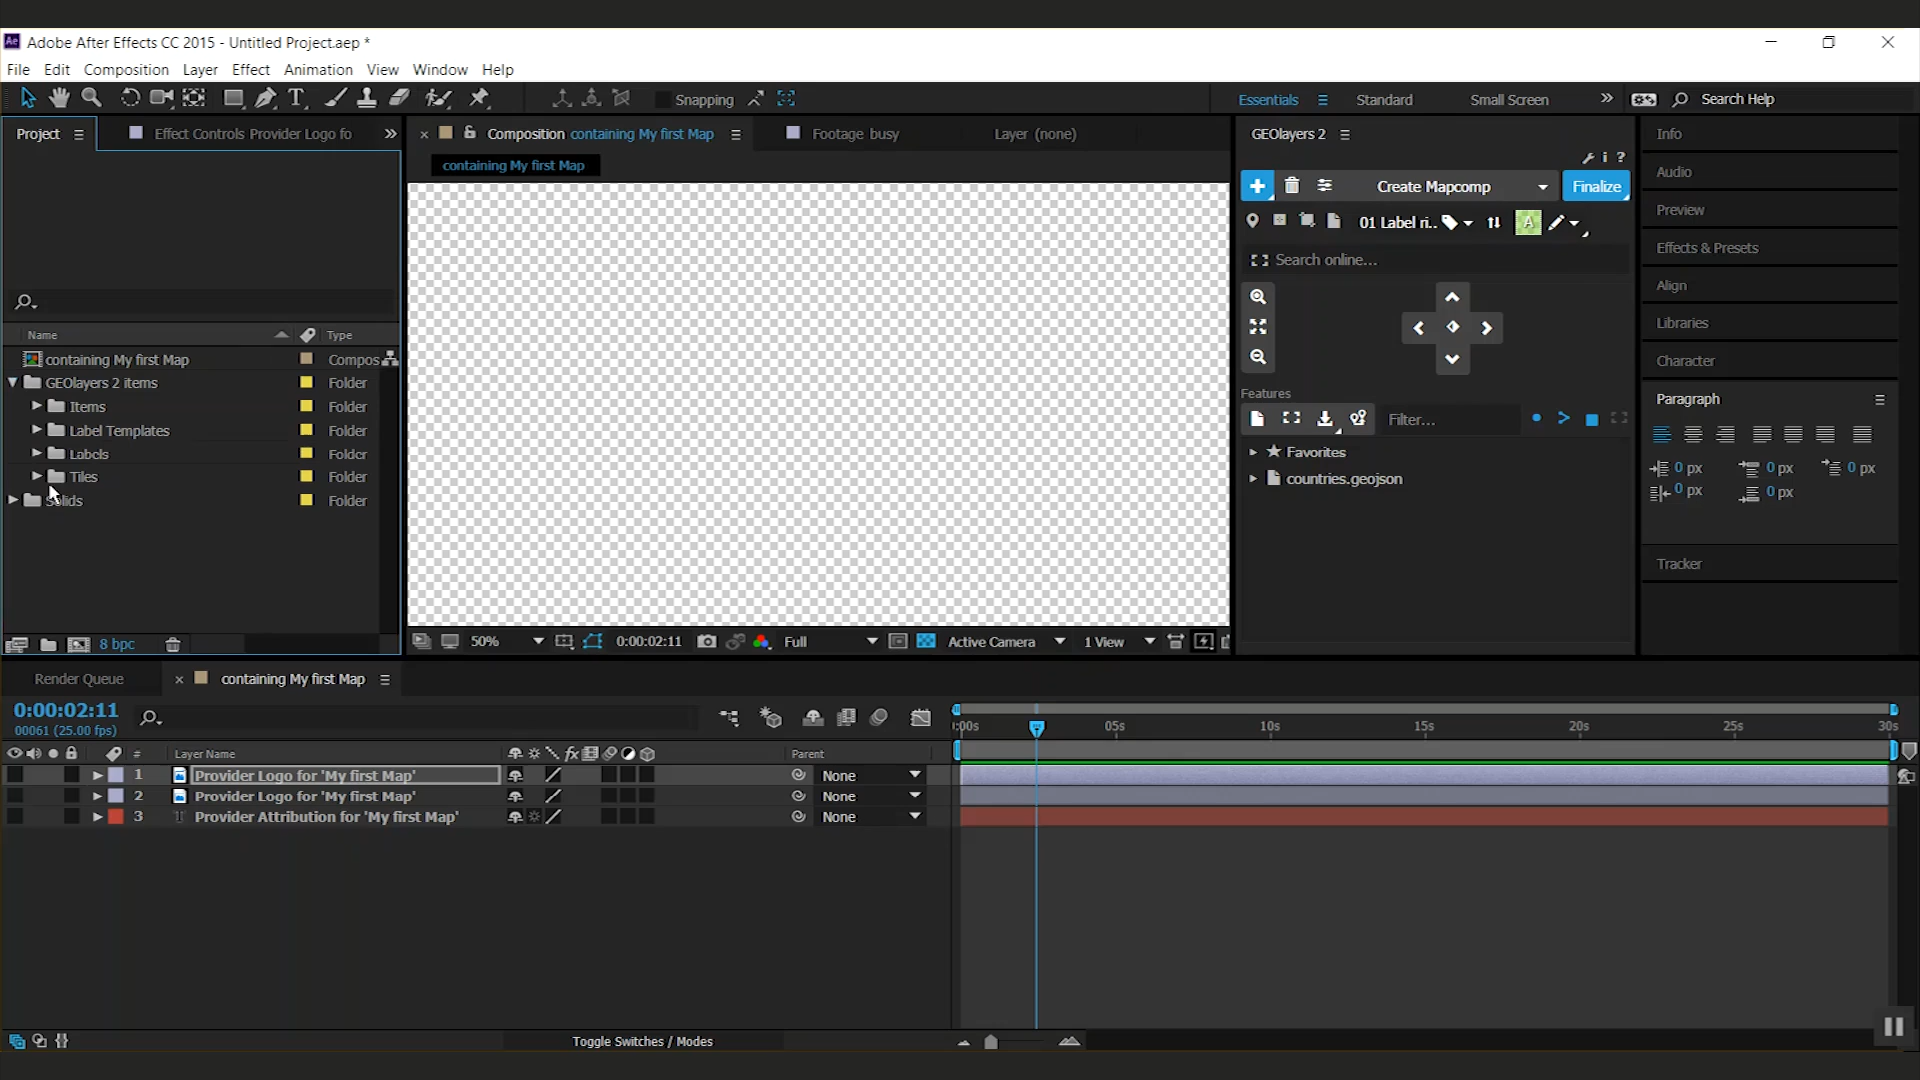 Adobe After Effects CC 2015 - Untitled Project.aep *
File Edit Composition Layer Effect Animation View Window Help
Snapping
Essentials Standard Small Screen » Search Help
Project Effect Controls Provider Logo fo »
× Composition containing My first Map Footage busy Layer (none)
containing My first Map
GEOlayers 2
Create Mapcomp Finalize
01 Label ri..
Search online...
Features
Filter...
Favorites
countries.geojson
Name Type
containing My first Map Compos
GEOlayers 2 items Folder
Items Folder
Label Templates Folder
Labels Folder
Tiles Folder
Solids Folder
8 bpc
50% 0:00:02:11 Full Active Camera 1 View
Info
Audio
Preview
Effects & Presets
Align
Libraries
Character
Paragraph
0 px 0 px 0 px
0 px 0 px
Tracker
Render Queue × containing My first Map
0:00:02:11
00061 (25.00 fps)
:00s 05s 10s 15s 20s 25s 30s
# Layer Name fx Parent
1 Provider Logo for 'My first Map' None
2 Provider Logo for 'My first Map' None
3 T Provider Attribution for 'My first Map' None
Toggle Switches / Modes